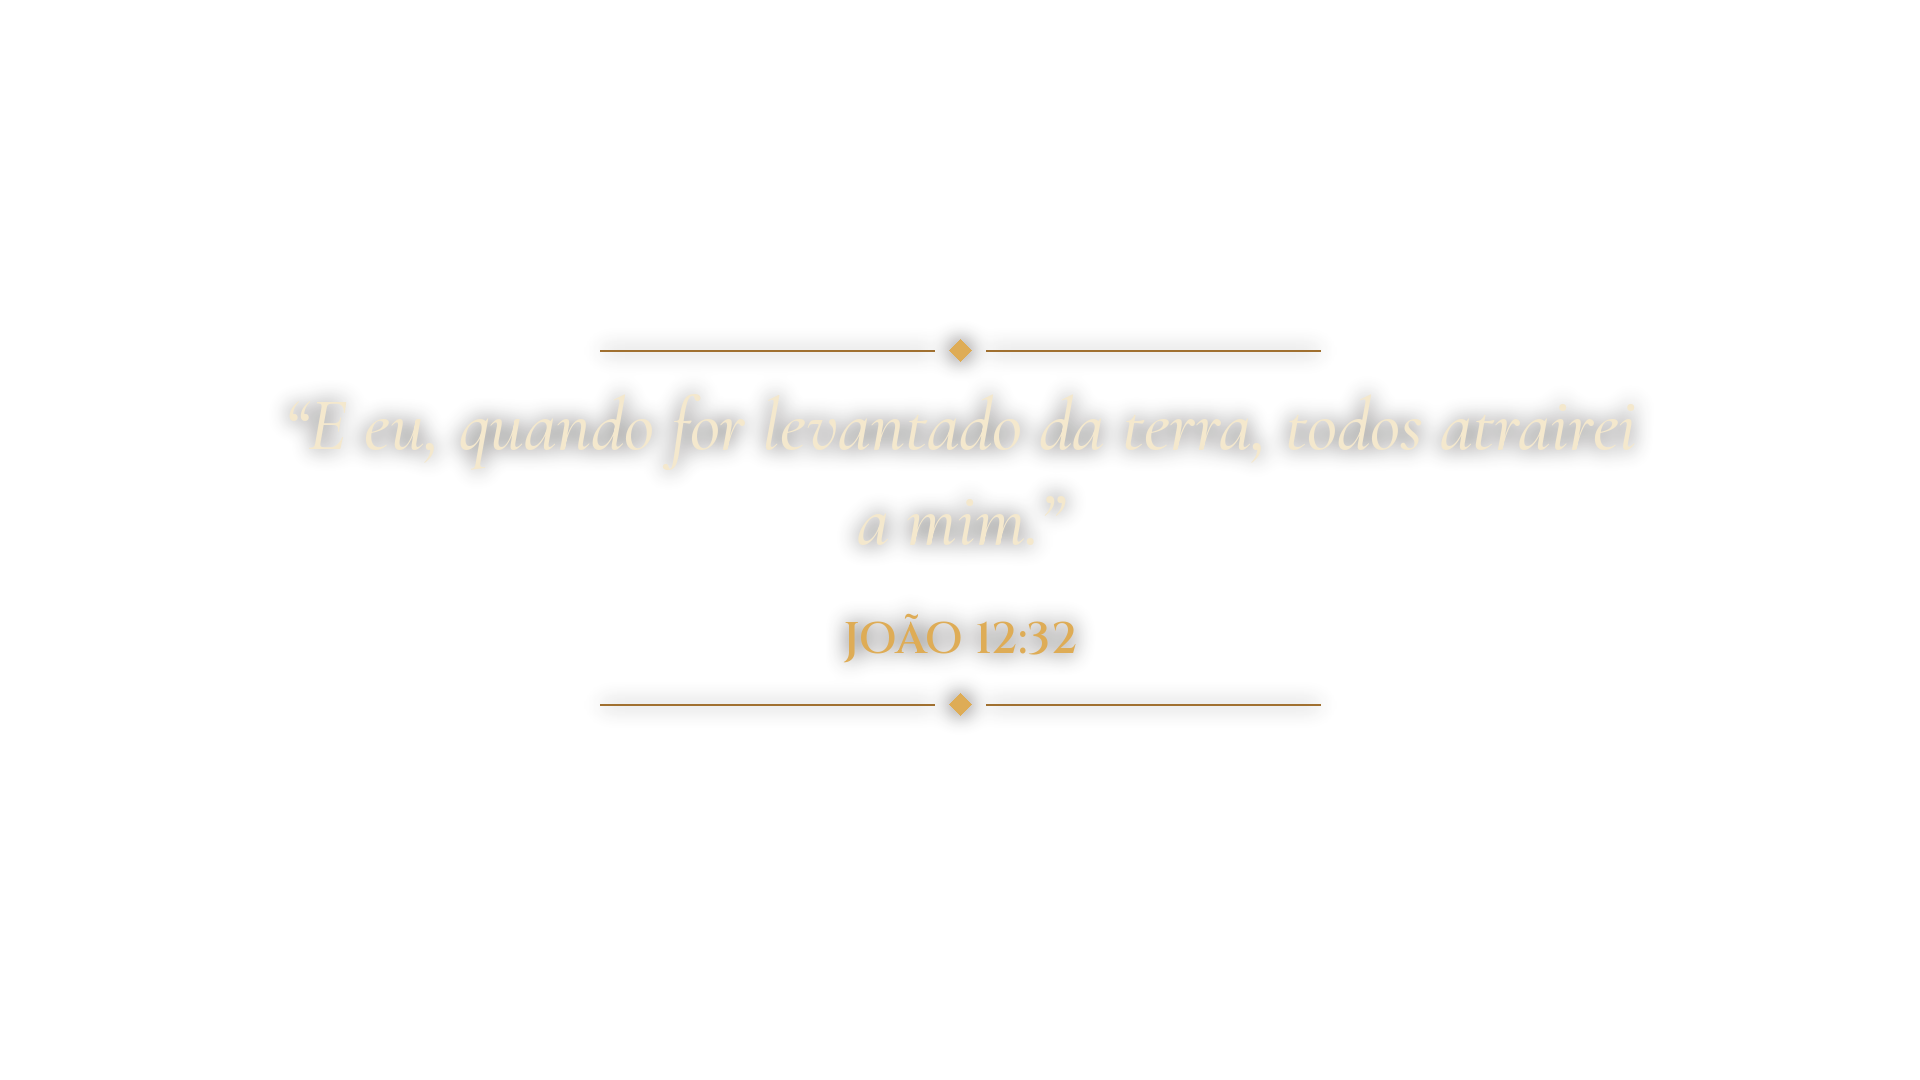 “E eu, quando for levantado da terra, todos atrairei
a mim.”
JOÃO 12:32